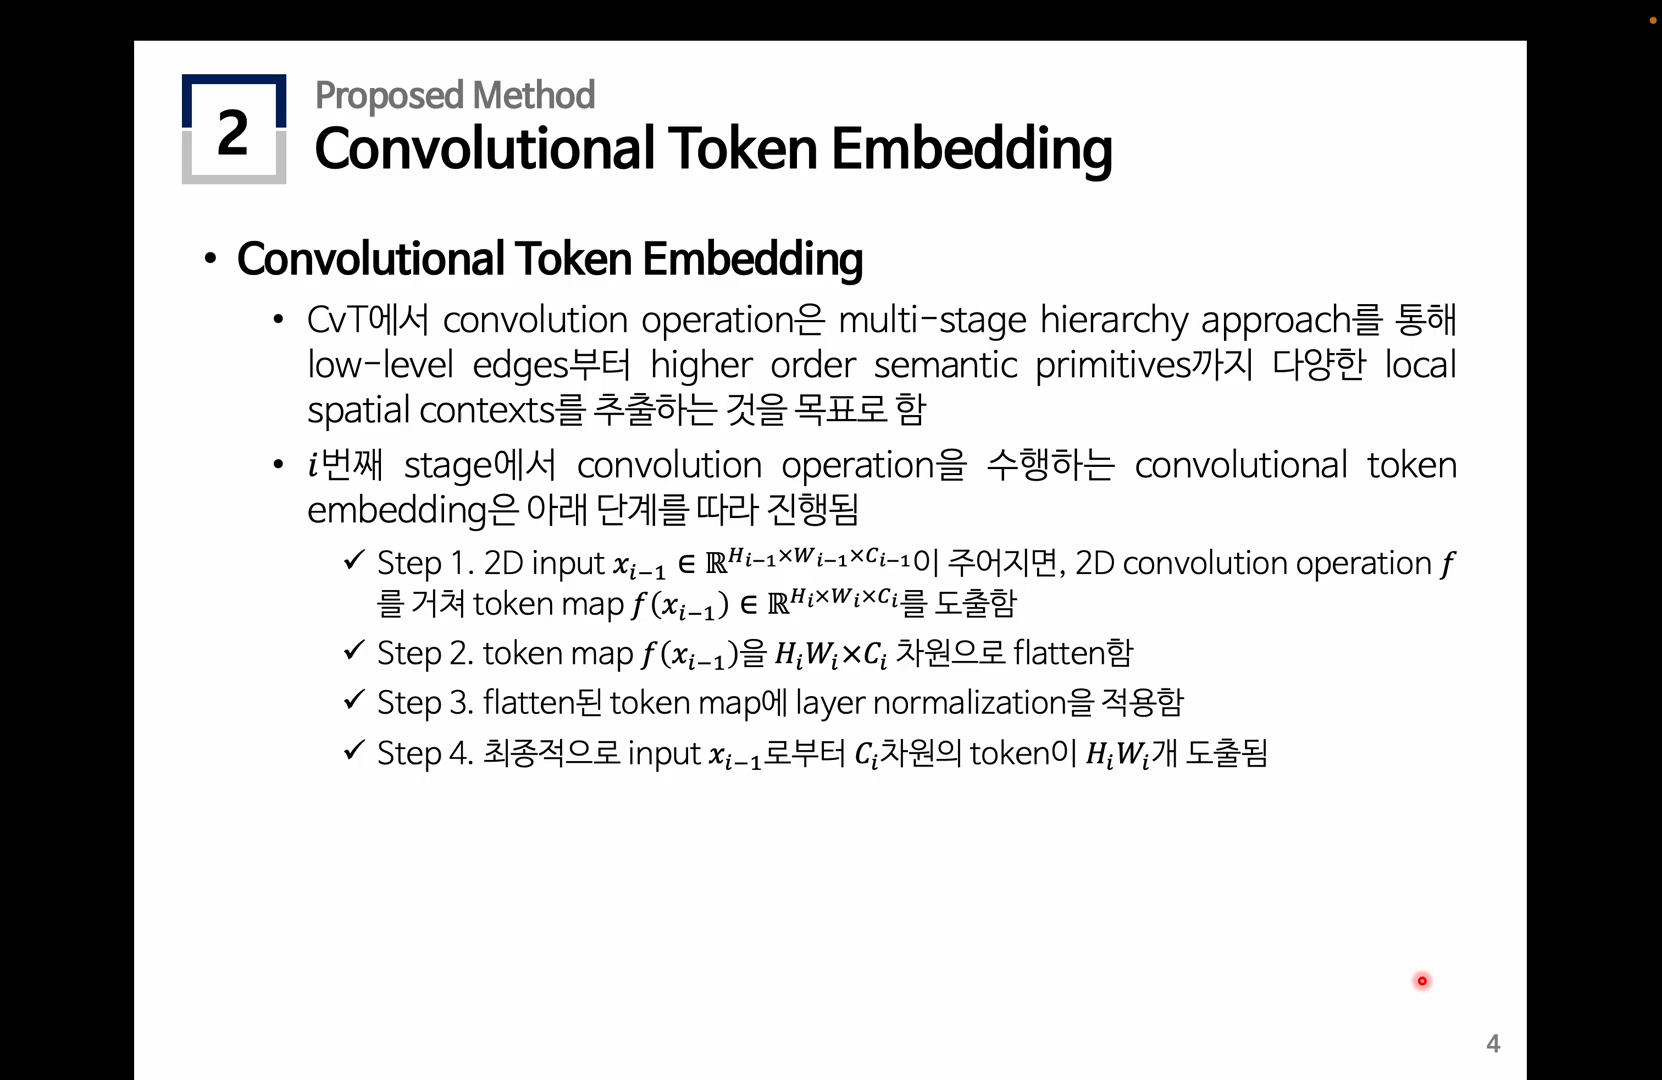 2
Proposed Method
Convolutional Token Embedding
• Convolutional Token Embedding
• CvT에서 convolution operation은 multi-stage hierarchy approach를 통해
low-level edges부터 higher order semantic primitives까지 다양한 local
spatial contexts를 추출하는 것을 목표로 함
• 𝑖번째 stage에서 convolution operation을 수행하는 convolutional token
embedding은 아래 단계를 따라 진행됨
✓ Step 1. 2D input 𝒙ᵢ₋₁ ∈ ℝ^{𝐻ᵢ₋₁×𝑊ᵢ₋₁×𝐶ᵢ₋₁}이 주어지면, 2D convolution operation 𝒇
를 거쳐 token map 𝒇(𝒙ᵢ₋₁) ∈ ℝ^{𝐻ᵢ×𝑊ᵢ×𝐶ᵢ}를 도출함
✓ Step 2. token map 𝒇(𝒙ᵢ₋₁)을 𝑯ᵢ𝑾ᵢ×𝑪ᵢ 차원으로 flatten함
✓ Step 3. flatten된 token map에 layer normalization을 적용함
✓ Step 4. 최종적으로 input 𝒙ᵢ₋₁로부터 𝑪ᵢ차원의 token이 𝑯ᵢ𝑾ᵢ개 도출됨
4